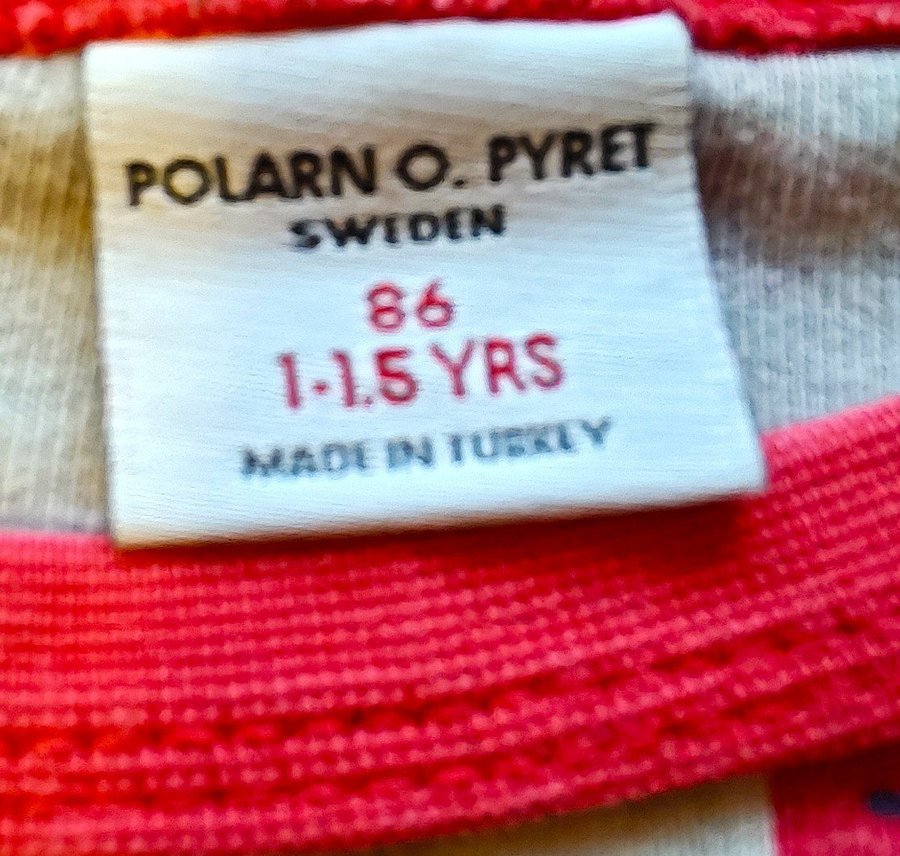 POLARN O. PYRET
SWEDEN
86
1-1.5 YRS
MADE IN TURKEY